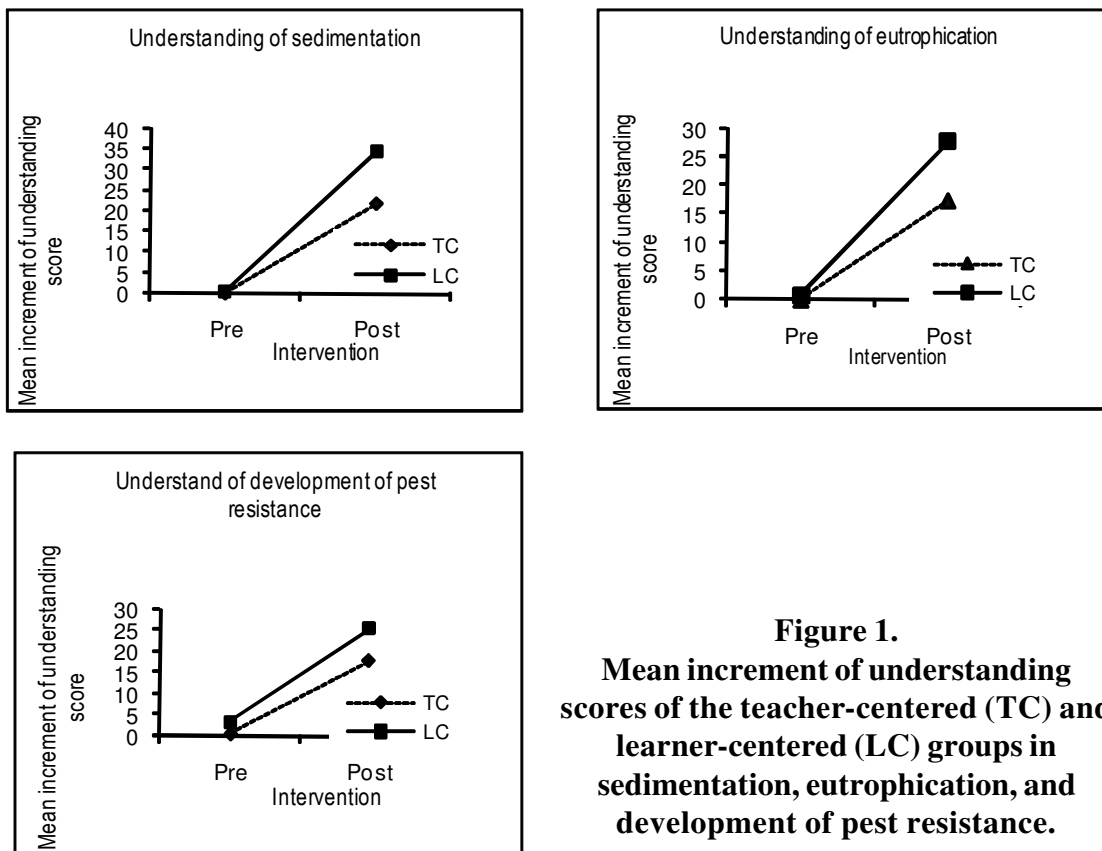 Understanding of sedimentation
Mean increment of understanding
score
40
35
30
25
20
15
10
5
0
TC
LC
Pre
Post
Intervention
Understanding of eutrophication
Mean increment of understanding
score
30
25
20
15
10
5
0
TC
LC
Pre
Post
Intervention
Understand of development of pest
resistance
Mean increment of understanding
score
30
25
20
15
10
5
0
TC
LC
Pre
Post
Intervention
Figure 1.
Mean increment of understanding
scores of the teacher-centered (TC) and
learner-centered (LC) groups in
sedimentation, eutrophication, and
development of pest resistance.